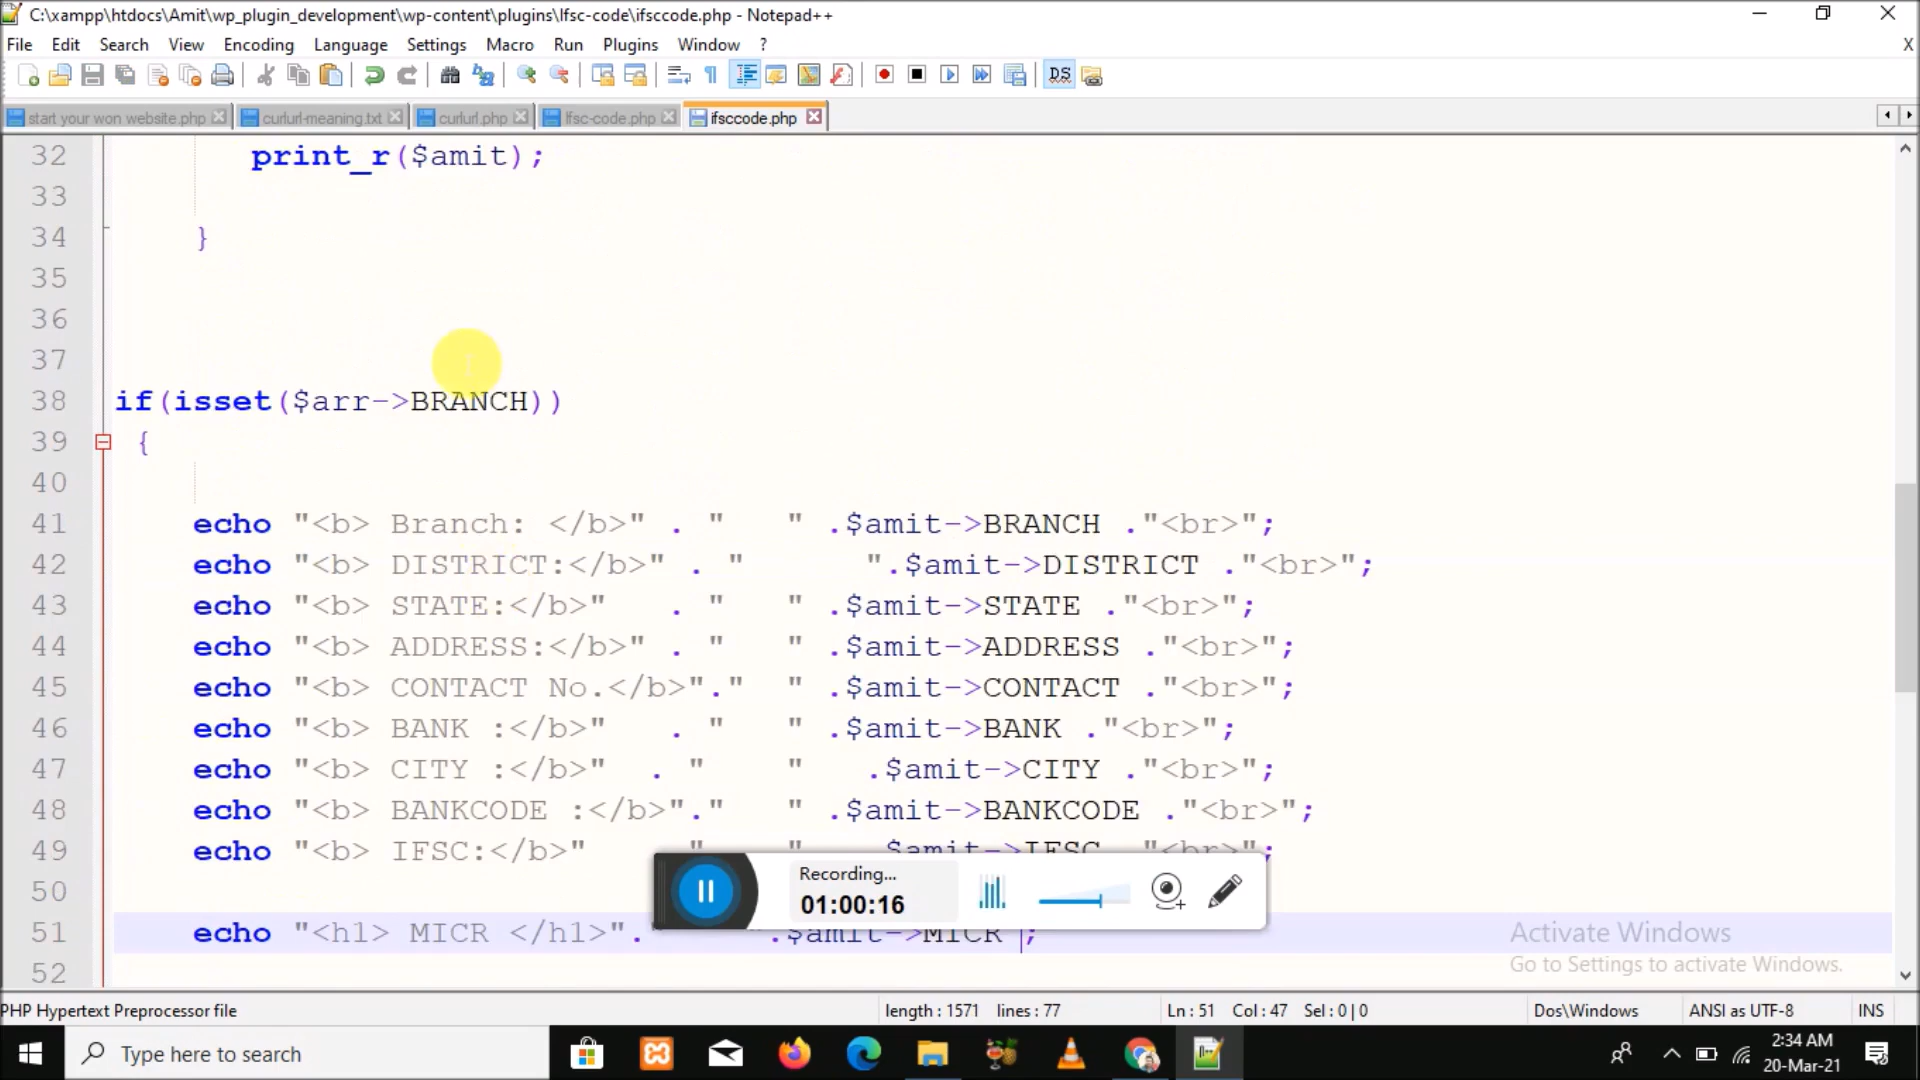 C:\xampp\htdocs\Amit\wp_plugin_development\wp-content\plugins\Ifsc-code\ifsccode.php - Notepad++
File Edit Search View Encoding Language Settings Macro Run Plugins Window ? X
start your won website.php curlurl-meaning.txt curlurl.php Ifsc-code.php ifsccode.php
32 print_r($amit);
33
34 }
35
36
37
38 if(isset($arr->BRANCH))
39 {
40
41 echo "<b> Branch: </b>" . "   " .$amit->BRANCH ."<br>";
42 echo "<b> DISTRICT:</b>" . "      ".$amit->DISTRICT ."<br>";
43 echo "<b> STATE:</b>"   . "   " .$amit->STATE ."<br>";
44 echo "<b> ADDRESS:</b>" . "   " .$amit->ADDRESS ."<br>";
45 echo "<b> CONTACT No.</b>"."  " .$amit->CONTACT ."<br>";
46 echo "<b> BANK :</b>"   . "   " .$amit->BANK ."<br>";
47 echo "<b> CITY :</b>"  . "    "   .$amit->CITY ."<br>";
48 echo "<b> BANKCODE :</b>"."   " .$amit->BANKCODE ."<br>";
49 echo "<b> IFSC:</b>" "    " $amit->IFSC "<br>";
50
51 echo "<h1> MICR </h1>"." ".$amit->MICR ;
52
Recording...
01:00:16
Activate Windows
Go to Settings to activate Windows.
PHP Hypertext Preprocessor file length : 1571 lines : 77 Ln : 51 Col : 47 Sel : 0 | 0 Dos\Windows ANSI as UTF-8 INS
Type here to search
2:34 AM
20-Mar-21